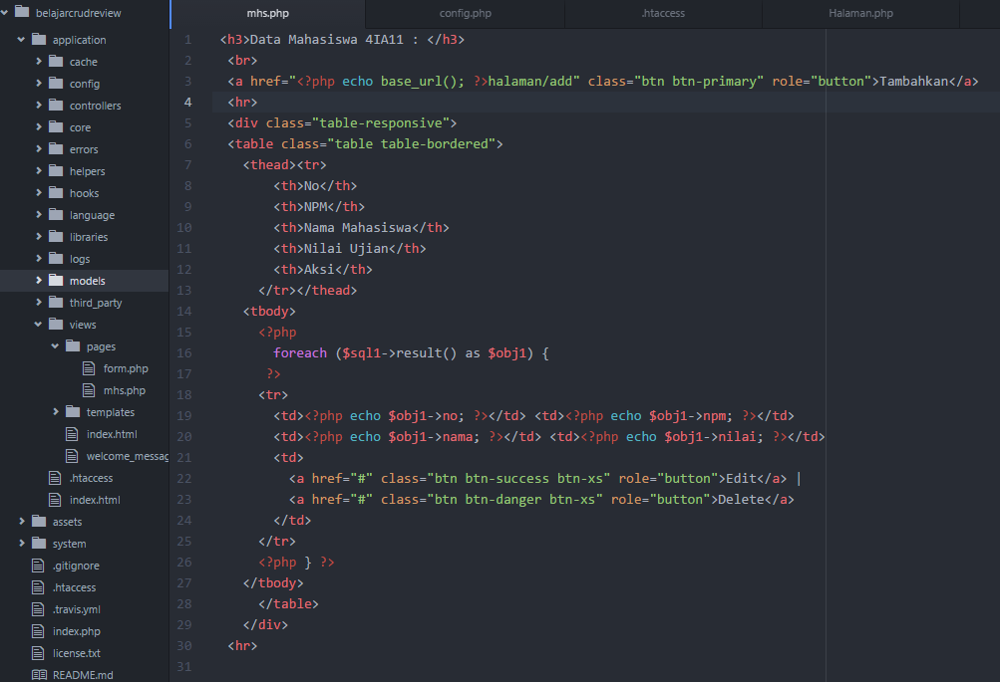 belajarcrudreview
application
cache
config
controllers
core
errors
helpers
hooks
language
libraries
logs
models
third_party
views
pages
form.php
mhs.php
templates
index.html
welcome_messag
.htaccess
index.html
assets
system
.gitignore
.htaccess
.travis.yml
index.php
license.txt
README.md
mhs.php config.php .htaccess Halaman.php
1 <h3>Data Mahasiswa 4IA11 : </h3>
2 <br>
3 <a href="<?php echo base_url(); ?>halaman/add" class="btn btn-primary" role="button">Tambahkan</a>
4 <hr>
5 <div class="table-responsive">
6 <table class="table table-bordered">
7 <thead><tr>
8 <th>No</th>
9 <th>NPM</th>
10 <th>Nama Mahasiswa</th>
11 <th>Nilai Ujian</th>
12 <th>Aksi</th>
13 </tr></thead>
14 <tbody>
15 <?php
16 foreach ($sql1->result() as $obj1) {
17 ?>
18 <tr>
19 <td><?php echo $obj1->no; ?></td> <td><?php echo $obj1->npm; ?></td>
20 <td><?php echo $obj1->nama; ?></td> <td><?php echo $obj1->nilai; ?></td>
21 <td>
22 <a href="#" class="btn btn-success btn-xs" role="button">Edit</a> |
23 <a href="#" class="btn btn-danger btn-xs" role="button">Delete</a>
24 </td>
25 </tr>
26 <?php } ?>
27 </tbody>
28 </table>
29 </div>
30 <hr>
31